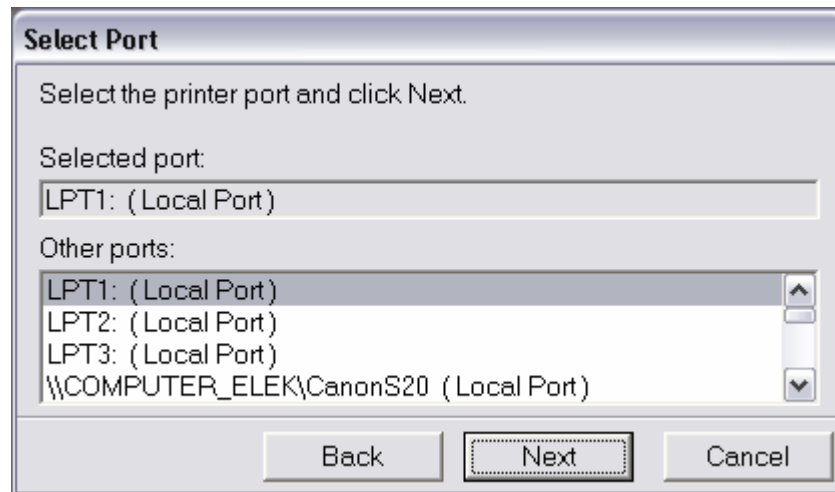 Select Port
Select the printer port and click Next.
Selected port:
LPT1: (Local Port)
Other ports:
LPT1: (Local Port)
LPT2: (Local Port)
LPT3: (Local Port)
\\COMPUTER_ELEK\CanonS20 (Local Port)
Back Next Cancel